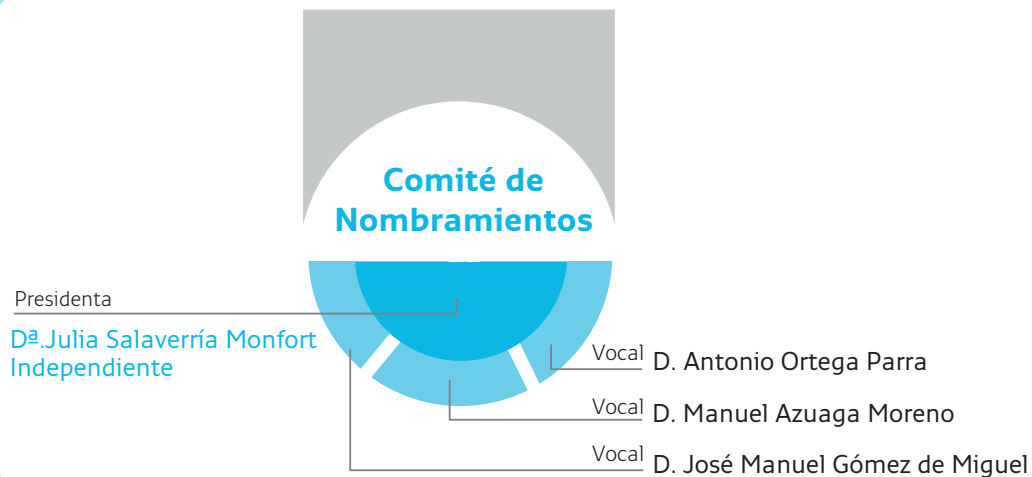 Comité de
Nombramientos
Presidenta
Dª.Julia Salaverría Monfort
Independiente
Vocal D. Antonio Ortega Parra
Vocal D. Manuel Azuaga Moreno
Vocal D. José Manuel Gómez de Miguel